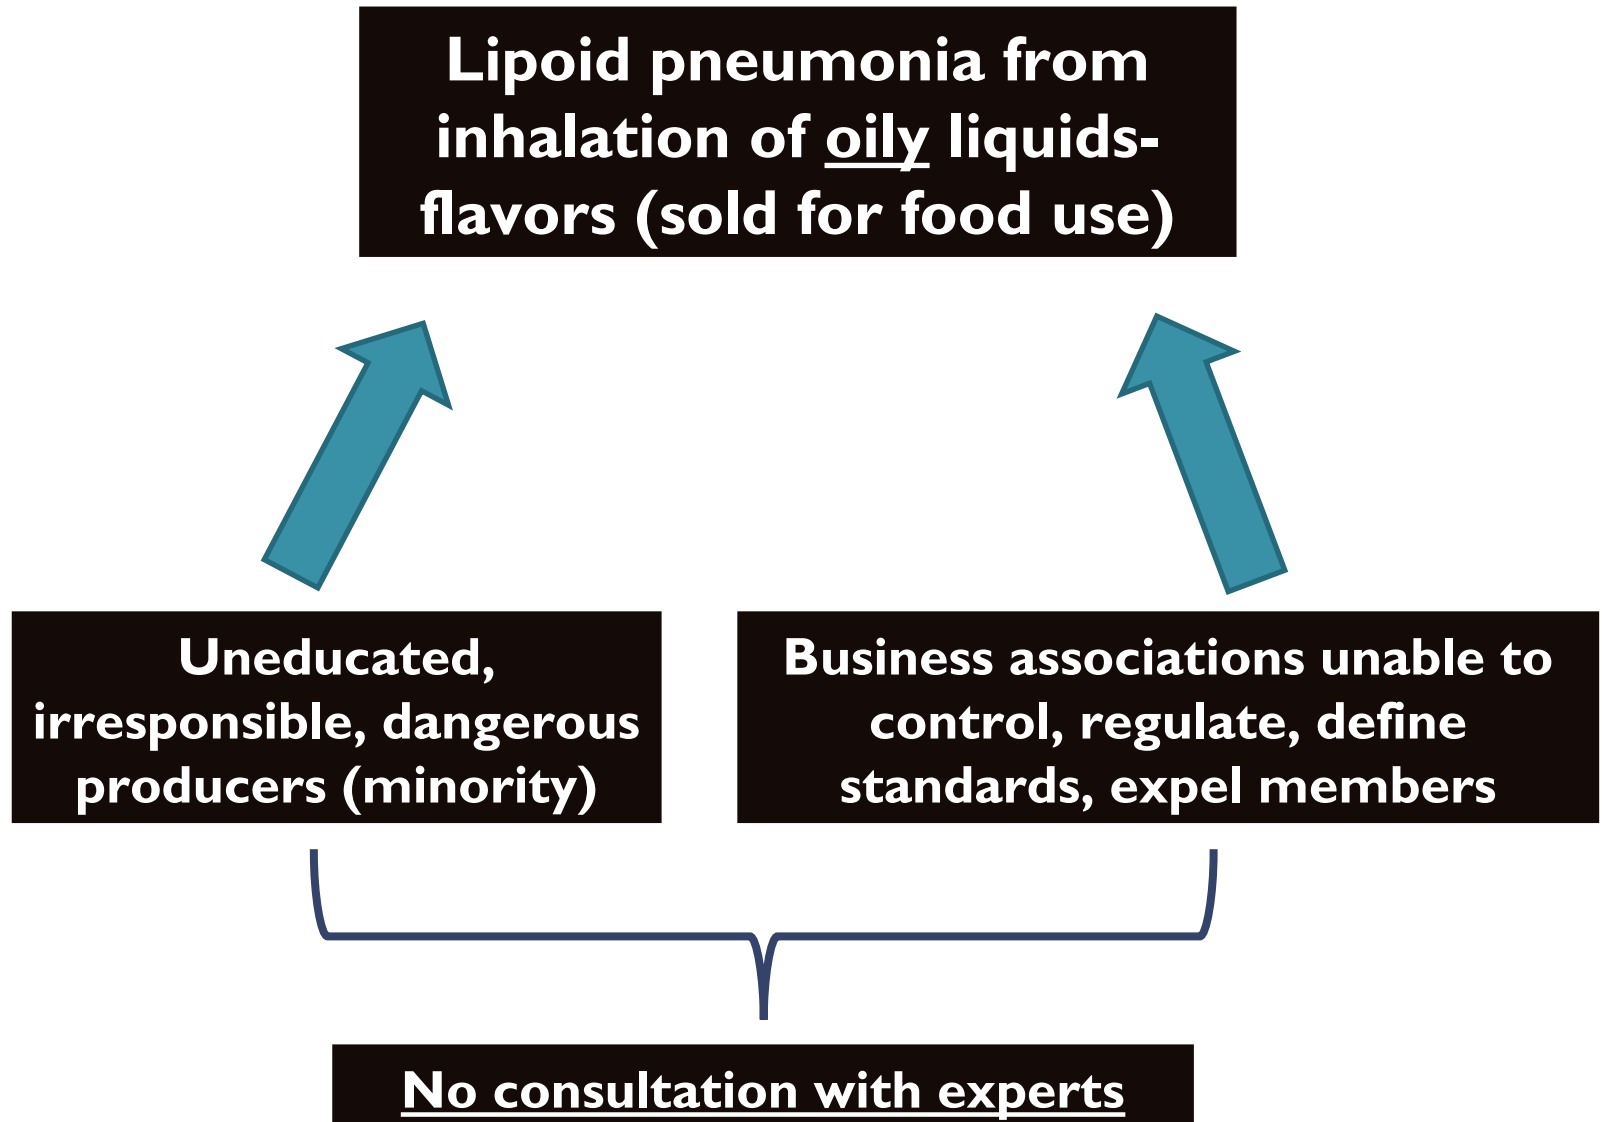 Lipoid pneumonia from
inhalation of oily liquids-
flavors (sold for food use)
Uneducated,
irresponsible, dangerous
producers (minority)
Business associations unable to
control, regulate, define
standards, expel members
No consultation with experts